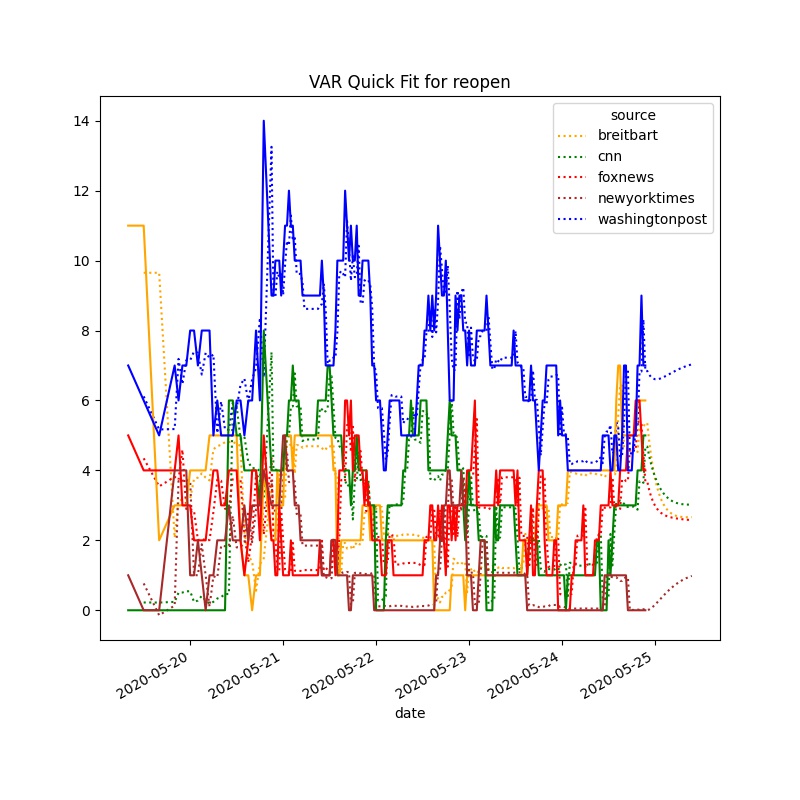 VAR Quick Fit for reopen
source
breitbart
cnn
foxnews
newyorktimes
washingtonpost
14
12
10
8
6
4
2
0
2020-05-20
2020-05-21
2020-05-22
2020-05-23
2020-05-24
2020-05-25
date